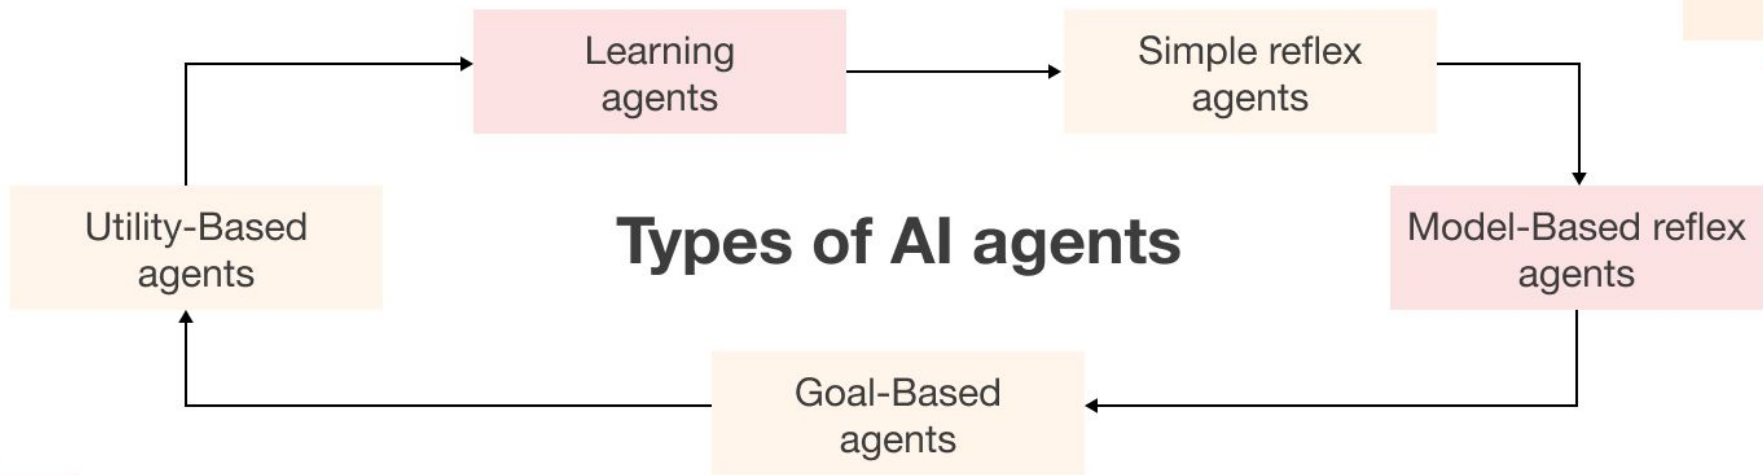 Learning
agents
Simple reflex
agents
Utility-Based
agents
Types of AI agents
Model-Based reflex
agents
Goal-Based
agents